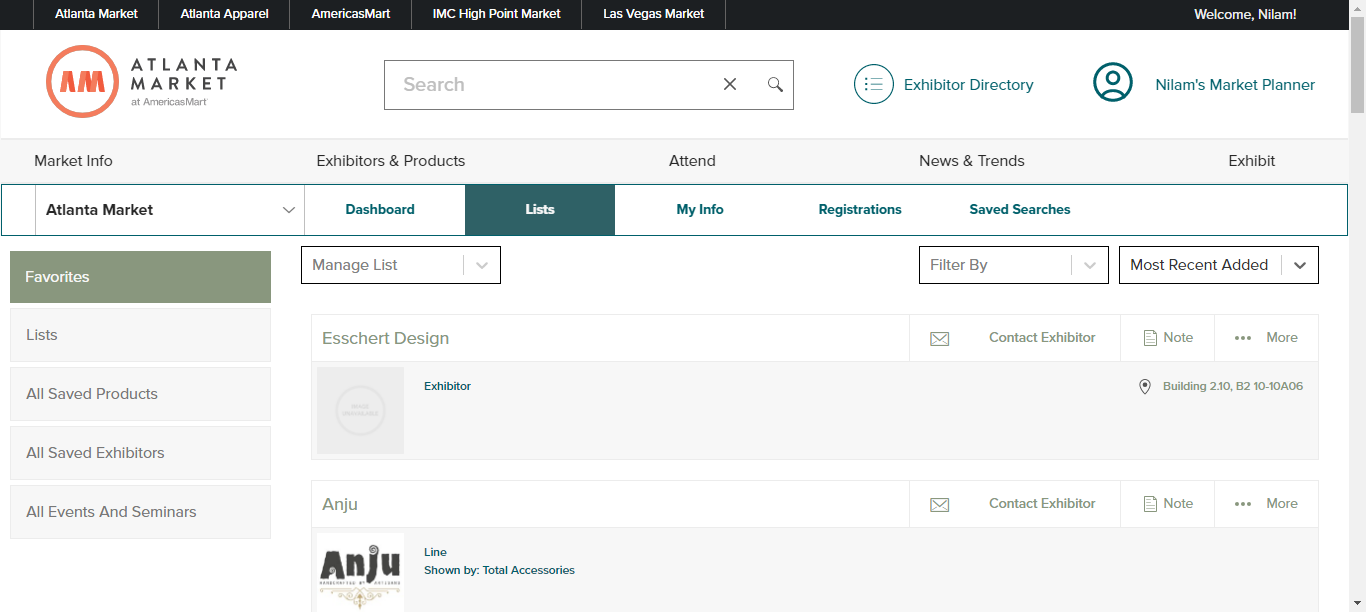 Atlanta Market Atlanta Apparel AmericasMart IMC High Point Market Las Vegas Market Welcome, Nilam!
AM ATLANTA
MARKET
at AmericasMart
Search Exhibitor Directory Nilam's Market Planner
Market Info Exhibitors & Products Attend News & Trends Exhibit
Atlanta Market Dashboard Lists My Info Registrations Saved Searches
Favorites
Lists
All Saved Products
All Saved Exhibitors
All Events And Seminars
Manage List Filter By Most Recent Added
Esschert Design Contact Exhibitor Note More
IMAGE
UNAVAILABLE
Exhibitor Building 2.10, B2 10-10A06
Anju Contact Exhibitor Note More
Anju
HANDCRAFTED BY ARTISANS
Line
Shown by: Total Accessories